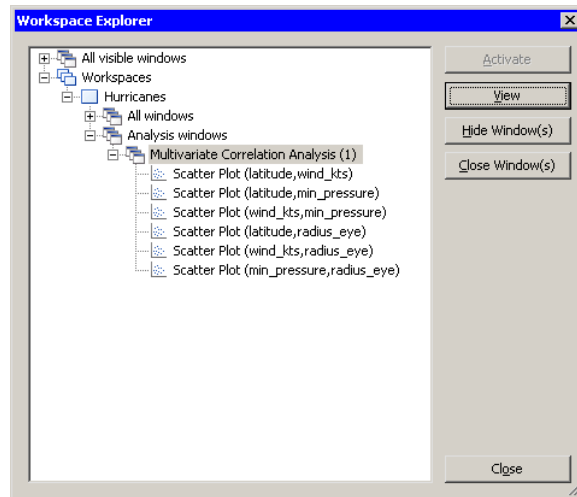 Workspace Explorer
All visible windows
Workspaces
Hurricanes
All windows
Analysis windows
Multivariate Correlation Analysis (1)
Scatter Plot (latitude,wind_kts)
Scatter Plot (latitude,min_pressure)
Scatter Plot (wind_kts,min_pressure)
Scatter Plot (latitude,radius_eye)
Scatter Plot (wind_kts,radius_eye)
Scatter Plot (min_pressure,radius_eye)
Activate
View
Hide Window(s)
Close Window(s)
Close